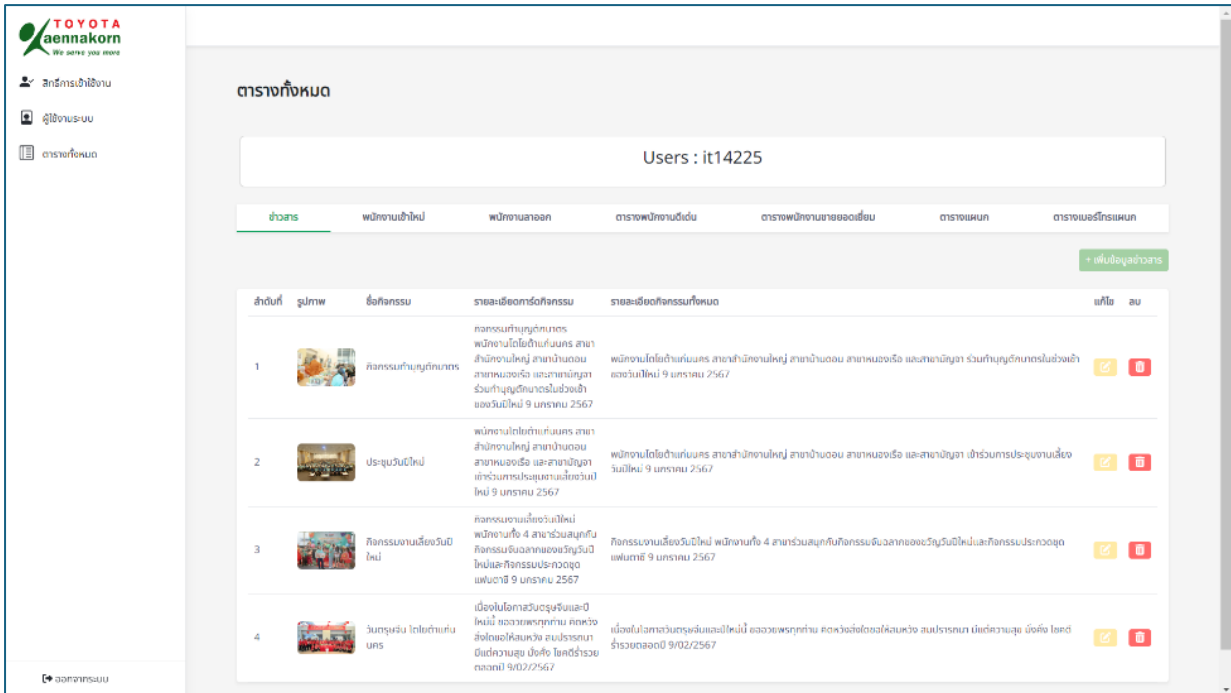 TOYOTA
aennakorn
We serve you more
สิทธิ์การเข้าใช้งาน
ผู้ใช้งานระบบ
ตารางทั้งหมด
ออกจากระบบ
ตารางทั้งหมด
Users : it14225
ข่าวสาร
พนักงานเข้าใหม่
พนักงานลาออก
ตารางพนักงานดีเด่น
ตารางพนักงานขายยอดเยี่ยม
ตารางแผนก
ตารางเบอร์โทรแผนก
+ เพิ่มข้อมูลข่าวสาร
ลำดับที่ รูปภาพ ชื่อกิจกรรม รายละเอียดการ์ดกิจกรรม รายละเอียดกิจกรรมทั้งหมด แก้ไข ลบ
1
กิจกรรมทำบุญตักบาตร
กิจกรรมทำบุญตักบาตร
พนักงานโตโยต้าแก่นนคร สาขา
สำนักงานใหญ่ สาขาบ้านดอน
สาขาหนองเรือ และสาขามัญจา
ร่วมทำบุญตักบาตรในช่วงเช้า
ของวันปีใหม่ 9 มกราคม 2567
พนักงานโตโยต้าแก่นนคร สาขาสำนักงานใหญ่ สาขาบ้านดอน สาขาหนองเรือ และสาขามัญจา ร่วมทำบุญตักบาตรในช่วงเช้า
ของวันปีใหม่ 9 มกราคม 2567
2
ประชุมวันปีใหม่
พนักงานโตโยต้าแก่นนคร สาขา
สำนักงานใหญ่ สาขาบ้านดอน
สาขาหนองเรือ และสาขามัญจา
เข้าร่วมการประชุมงานเลี้ยงวันปี
ใหม่ 9 มกราคม 2567
พนักงานโตโยต้าแก่นนคร สาขาสำนักงานใหญ่ สาขาบ้านดอน สาขาหนองเรือ และสาขามัญจา เข้าร่วมการประชุมงานเลี้ยง
วันปีใหม่ 9 มกราคม 2567
3
กิจกรรมงานเลี้ยงวันปี
ใหม่
กิจกรรมงานเลี้ยงวันปีใหม่
พนักงานทั้ง 4 สาขาร่วมสนุกกับ
กิจกรรมจับฉลากของขวัญวันปี
ใหม่และกิจกรรมประกวดชุด
แฟนตาซี 9 มกราคม 2567
กิจกรรมงานเลี้ยงวันปีใหม่ พนักงานทั้ง 4 สาขาร่วมสนุกกับกิจกรรมจับฉลากของขวัญวันปีใหม่และกิจกรรมประกวดชุด
แฟนตาซี 9 มกราคม 2567
4
วันตรุษจีน โตโยต้าแก่น
นคร
เนื่องในโอกาสวันตรุษจีนและปี
ใหม่นี้ ขออวยพรทุกท่าน คิดหวัง
สิ่งใดขอให้สมหวัง สมปรารถนา
มีแต่ความสุข มั่งคั่ง โชคดีร่ำรวย
ตลอดปี 9/02/2567
เนื่องในโอกาสวันตรุษจีนและปีใหม่นี้ ขออวยพรทุกท่าน คิดหวังสิ่งใดขอให้สมหวัง สมปรารถนา มีแต่ความสุข มั่งคั่ง โชคดี
ร่ำรวยตลอดปี 9/02/2567